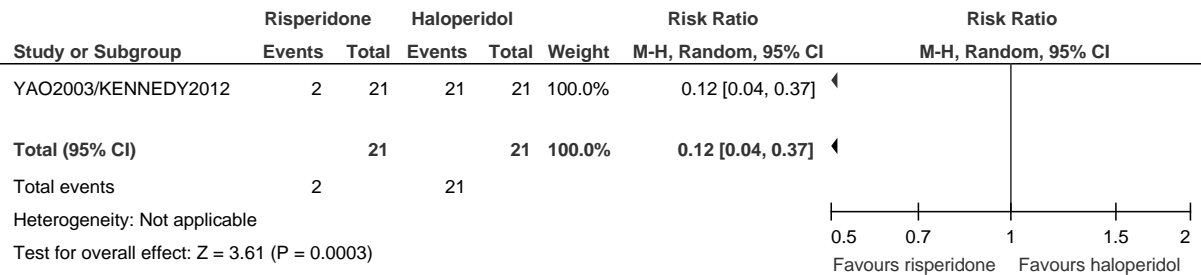 Risperidone Haloperidol Risk Ratio Risk Ratio
Study or Subgroup Events Total Events Total Weight M-H, Random, 95% CI M-H, Random, 95% CI
YAO2003/KENNEDY2012 2 21 21 21 100.0% 0.12 [0.04, 0.37]
Total (95% CI) 21 21 100.0% 0.12 [0.04, 0.37]
Total events 2 21
Heterogeneity: Not applicable
Test for overall effect: Z = 3.61 (P = 0.0003)
0.5 0.7 1 1.5 2
Favours risperidone Favours haloperidol